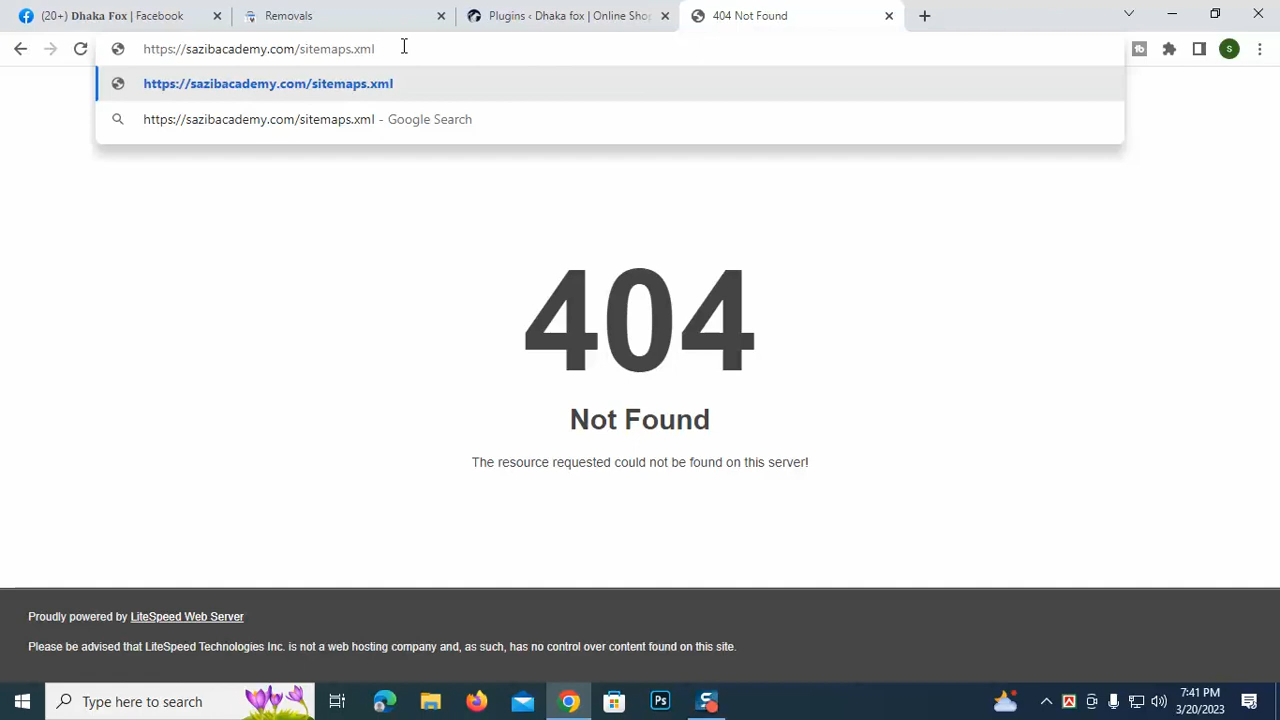 (20+) Dhaka Fox | Facebook
Removals
Plugins ‹ Dhaka fox | Online Shop
404 Not Found
https://sazibacademy.com/sitemaps.xml
https://sazibacademy.com/sitemaps.xml
https://sazibacademy.com/sitemaps.xml - Google Search
404
Not Found
The resource requested could not be found on this server!
Proudly powered by LiteSpeed Web Server
Please be advised that LiteSpeed Technologies Inc. is not a web hosting company and, as such, has no control over content found on this site.
Type here to search
7:41 PM
3/20/2023